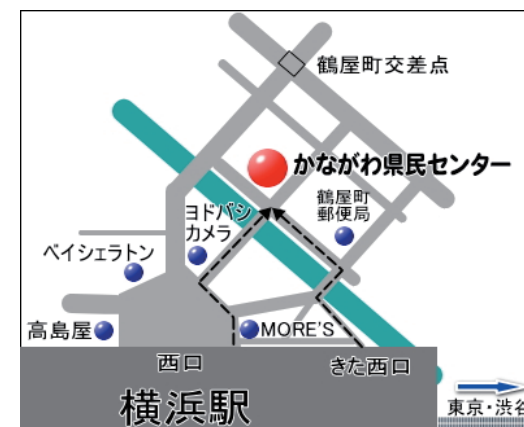 鶴屋町交差点
かながわ県民センター
鶴屋町
郵便局
ヨドバシ
カメラ
ベイシェラトン
高島屋
MORE'S
西口
きた西口
横浜駅
東京・渋谷